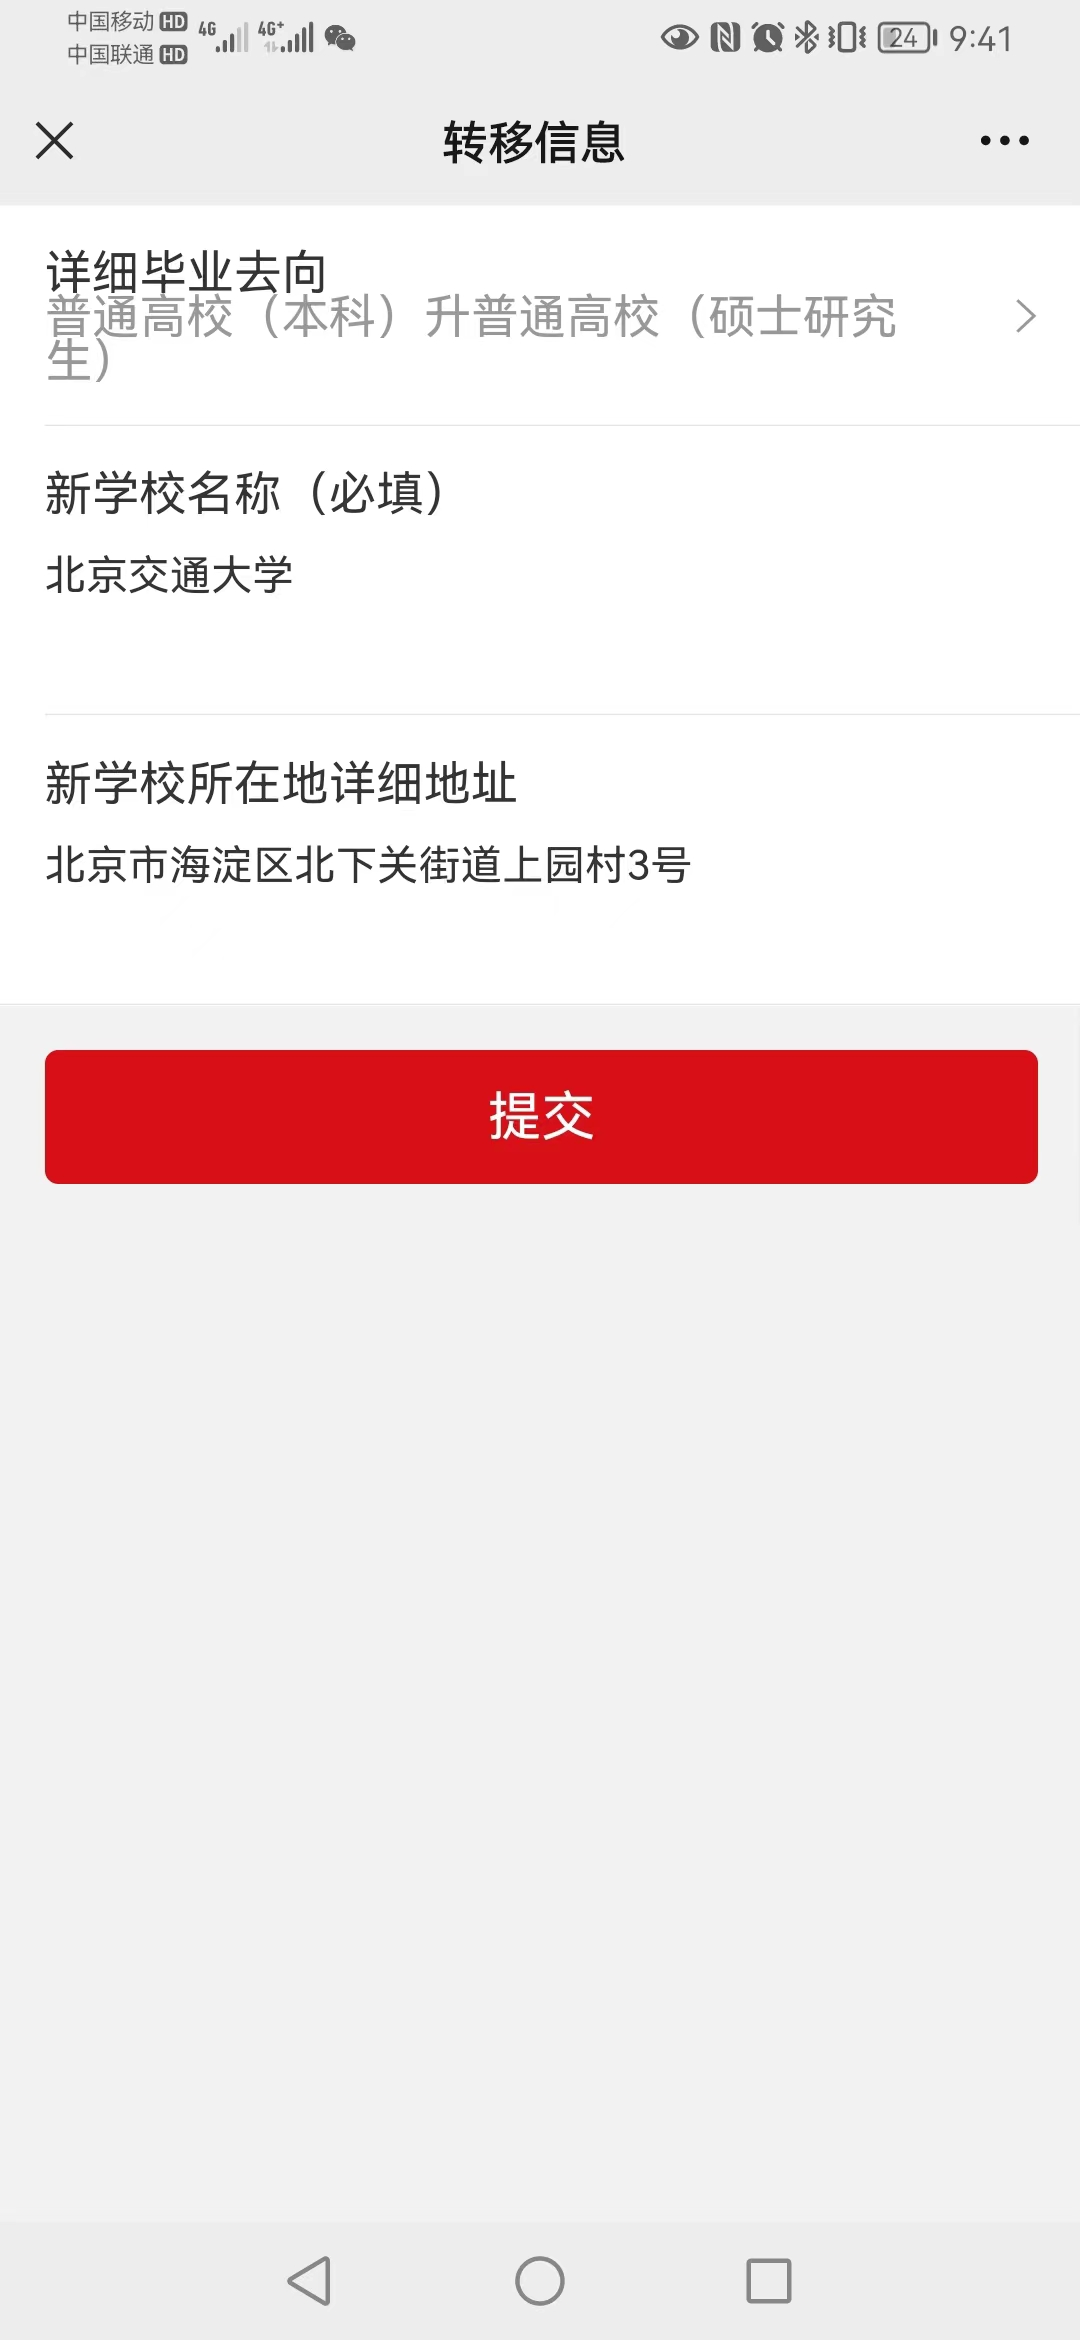 中国移动 HD 4G 4G+
中国联通 HD
24 9:41
转移信息
详细毕业去向
普通高校（本科）升普通高校（硕士研究
生）
新学校名称（必填）
北京交通大学
新学校所在地详细地址
北京市海淀区北下关街道上园村3号
提交